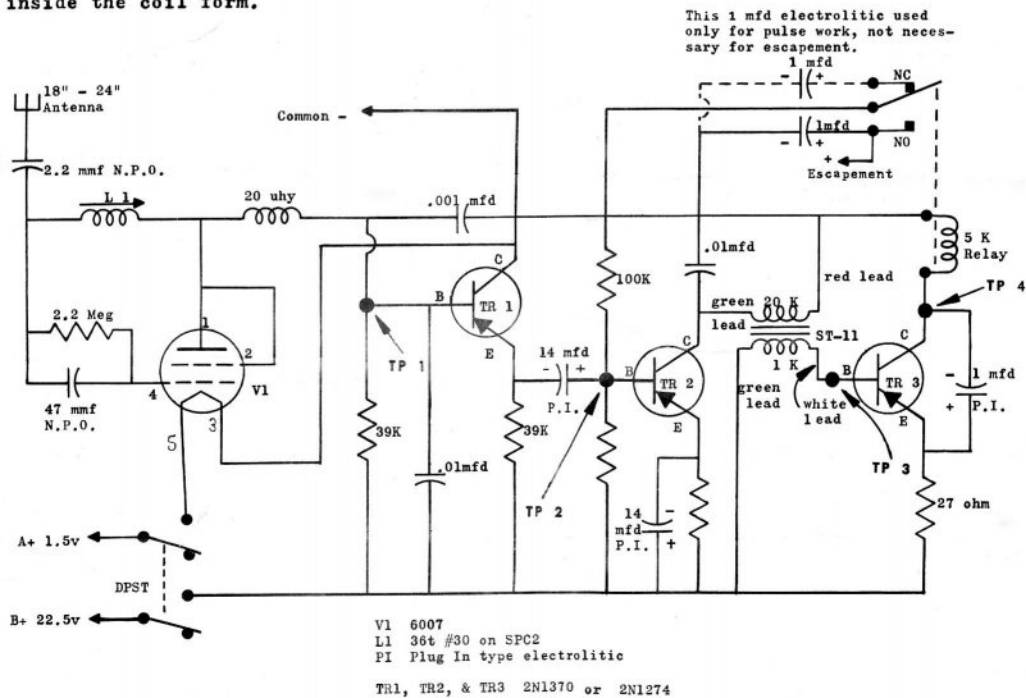 inside the coil form.
This 1 mfd electrolitic used
only for pulse work, not neces-
sary for escapement.
1 mfd
- +
NC
18" - 24"
Antenna
Common -
1mfd
- +
NO
+
Escapement
2.2 mmf N.P.O.
L 1
20 uhy
.001 mfd
5 K
Relay
.01mfd
C
red lead
TP 4
100K
B
TR 1
green
lead
20 K
2.2 Meg
E
ST-11
C
1
2
TP 1
14 mfd
- +
P.I.
C
B
TR 2
1 K
B
TR 3
- 1 mfd
+ P.I.
4
V1
green
lead
white
lead
47 mmf
N.P.O.
5
3
39K
39K
E
E
TP 3
.01mfd
TP 2
27 ohm
14
mfd
P.I.
-
+
A+ 1.5v
DPST
B+ 22.5v
V1 6007
L1 36t #30 on SPC2
PI Plug In type electrolitic
TR1, TR2, & TR3 2N1370 or 2N1274